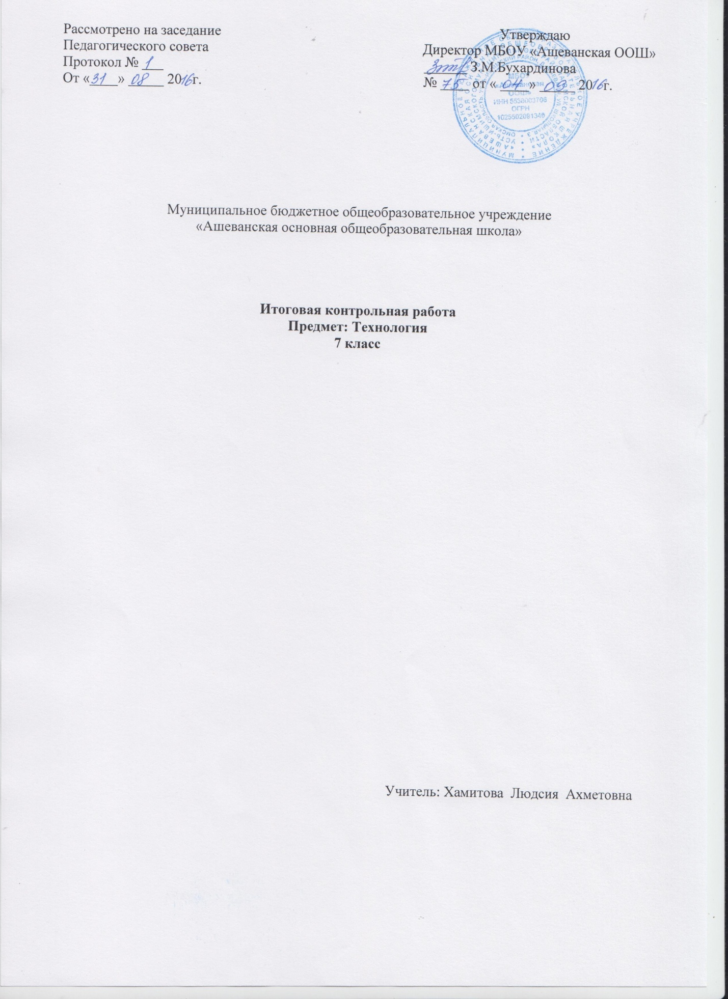 Рассмотрено на заседание
Педагогического совета
Протокол № 1
От «31» 08 2016г.
Утверждаю
Директор МБОУ «Ашеванская ООШ»
З.М.Бухардинова
№ 75 от « 04 » 09 2016г.
МБОУ
«Ашеванская
ООШ»
ИНН 5538003706
ОГРН
1025502091346
Муниципальное бюджетное общеобразовательное учреждение
«Ашеванская основная общеобразовательная школа»
Итоговая контрольная работа
Предмет: Технология
7 класс
Учитель: Хамитова Людсия Ахметовна